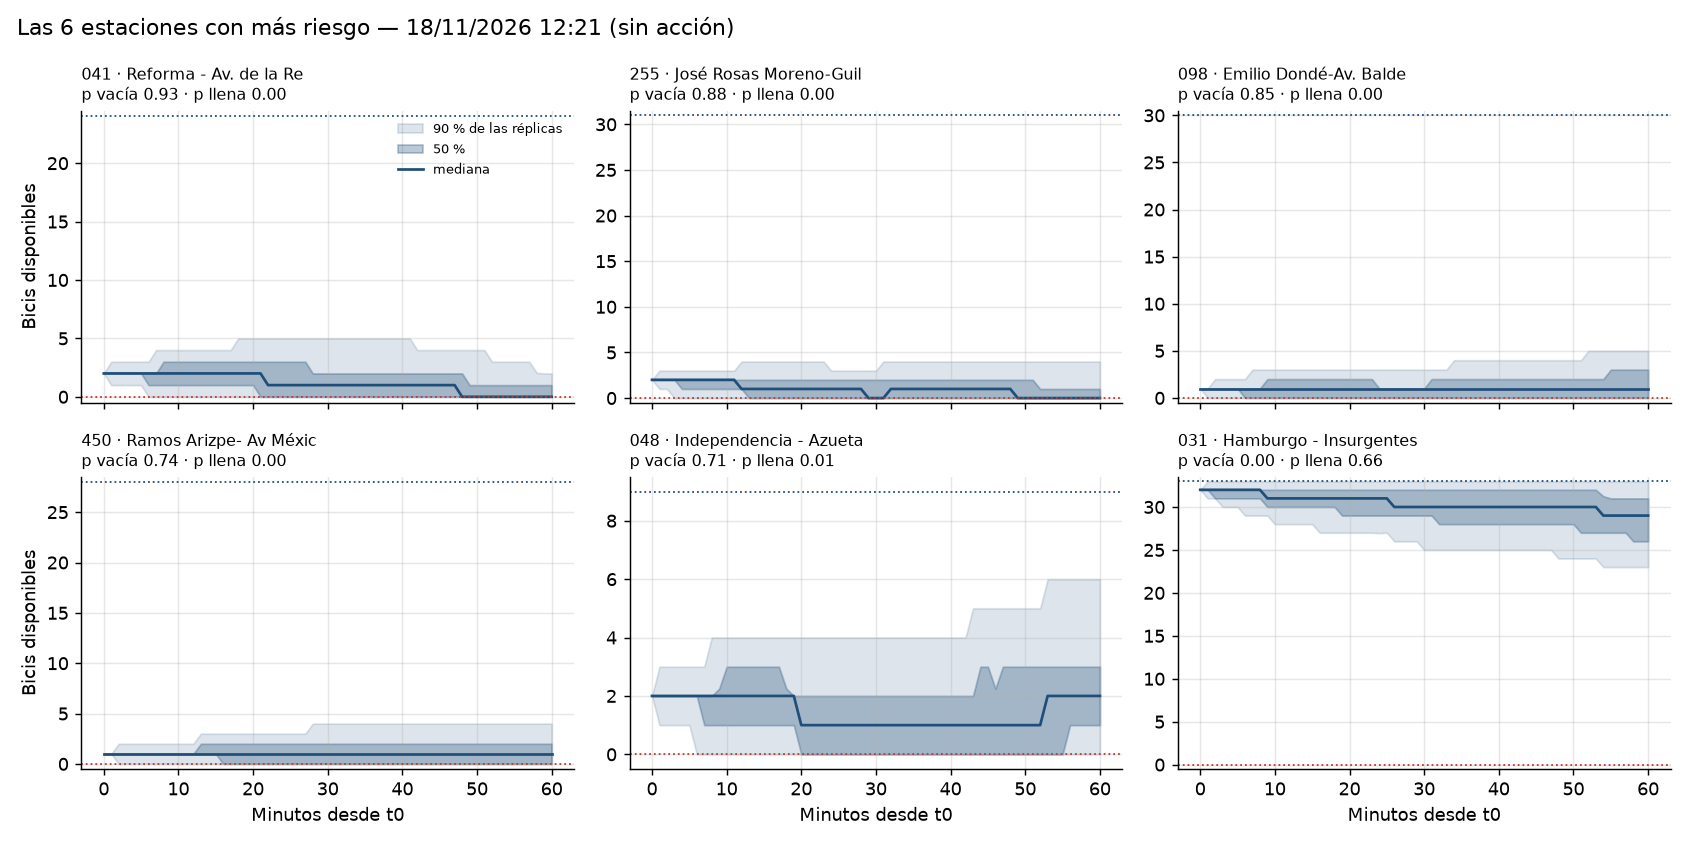 Las 6 estaciones con más riesgo — 18/11/2026 12:21 (sin acción)
041 · Reforma - Av. de la Re
p vacía 0.93 · p llena 0.00
90 % de las réplicas
50 %
mediana
20
15
10
5
0
Bicis disponibles
255 · José Rosas Moreno-Guil
p vacía 0.88 · p llena 0.00
30
25
20
15
10
5
0
098 · Emilio Dondé-Av. Balde
p vacía 0.85 · p llena 0.00
30
25
20
15
10
5
0
450 · Ramos Arizpe- Av Méxic
p vacía 0.74 · p llena 0.00
25
20
15
10
5
0
Bicis disponibles
0 10 20 30 40 50 60
Minutos desde t0
048 · Independencia - Azueta
p vacía 0.71 · p llena 0.01
8
6
4
2
0
0 10 20 30 40 50 60
Minutos desde t0
031 · Hamburgo - Insurgentes
p vacía 0.00 · p llena 0.66
30
25
20
15
10
5
0
0 10 20 30 40 50 60
Minutos desde t0